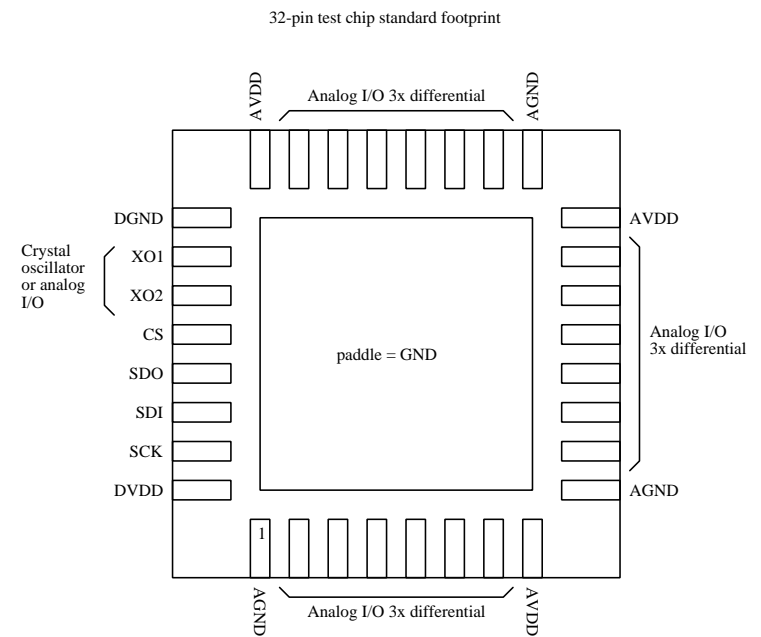 32-pin test chip standard footprint
AVDD
Analog I/O 3x differential
AGND
DGND
AVDD
Crystal
oscillator
or analog
I/O
XO1
XO2
CS
SDO
SDI
SCK
DVDD
paddle = GND
Analog I/O
3x differential
AGND
1
AGND
Analog I/O 3x differential
AVDD